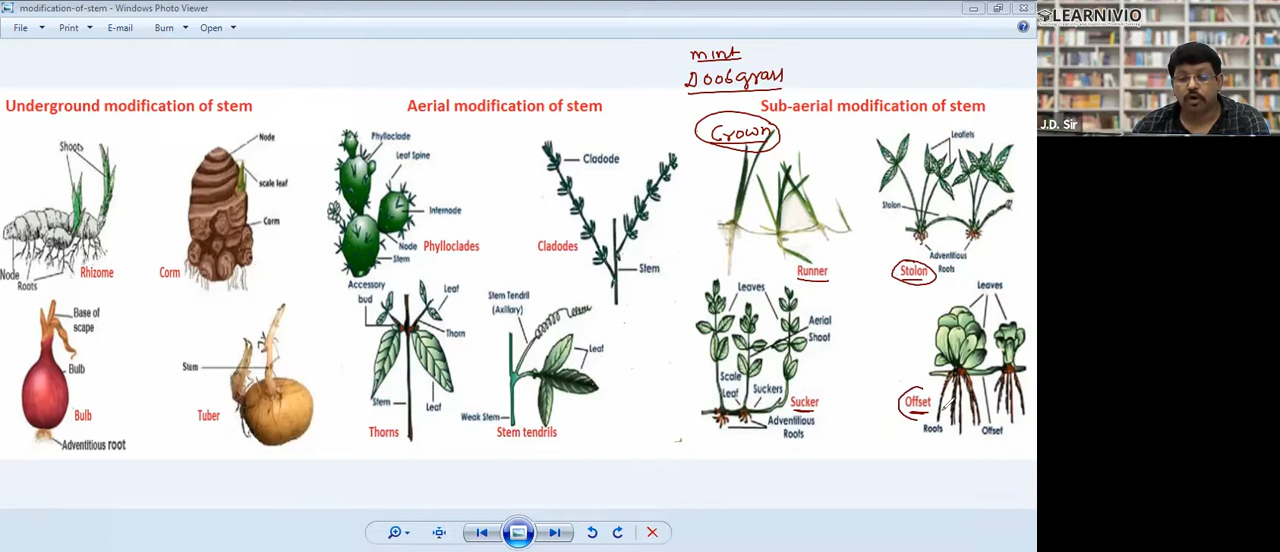 modification-of-stem - Windows Photo Viewer
File Print E-mail Burn Open
LEARNIVIO
J.D. Sir
mint
Doobgrass
Underground modification of stem
Aerial modification of stem
Sub-aerial modification of stem
Crown
Shoots
Node
Roots
Rhizome
Node
scale leaf
Corm
Corm
Base of
scape
Bulb
Bulb
Adventitious root
Stem
Tuber
Phylloclode
Leaf Spine
Internode
Node
Stem
Phylloclades
Cladode
Stem
Cladodes
Accessory
bud
Leaf
Thorn
Stem
Leaf
Thorns
Stem Tendril
(Axillary)
Leaf
Weak Stem
Stem tendrils
Runner
Leaflets
Stolon
Adventitious
Roots
Stolon
Leaves
Aerial
Shoot
Scale
Leaf
Suckers
Sucker
Adventitious
Roots
Leaves
Offset
Roots
Offset